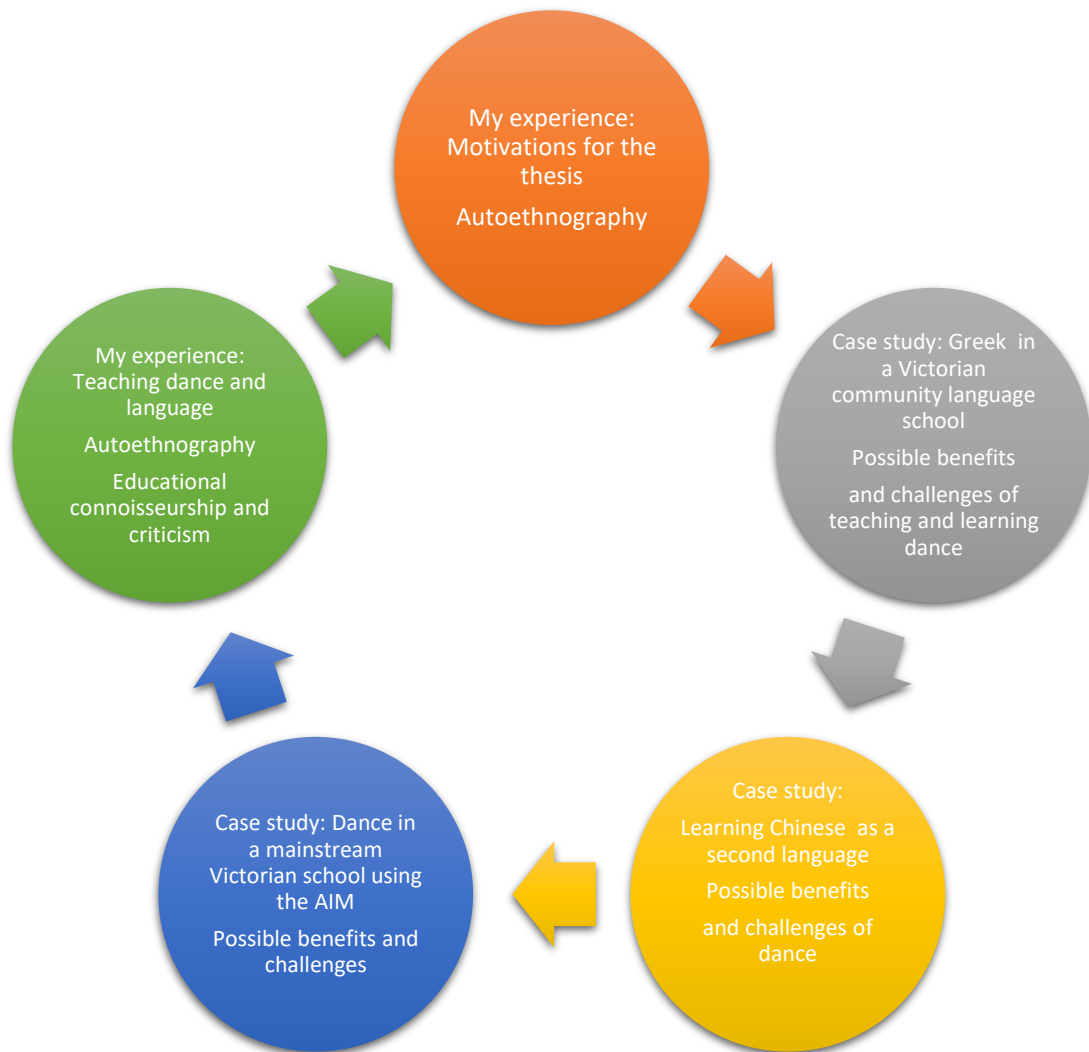 My experience:
Motivations for the
thesis
Autoethnography
Case study: Greek  in
a Victorian
community language
school
Possible benefits
and challenges of
teaching and learning
dance
Case study:
Learning Chinese  as a
second language
Possible benefits
and challenges of
dance
Case study: Dance in
a mainstream
Victorian school using
the AIM
Possible benefits and
challenges
My experience:
Teaching dance and
language
Autoethnography
Educational
connoisseurship and
criticism